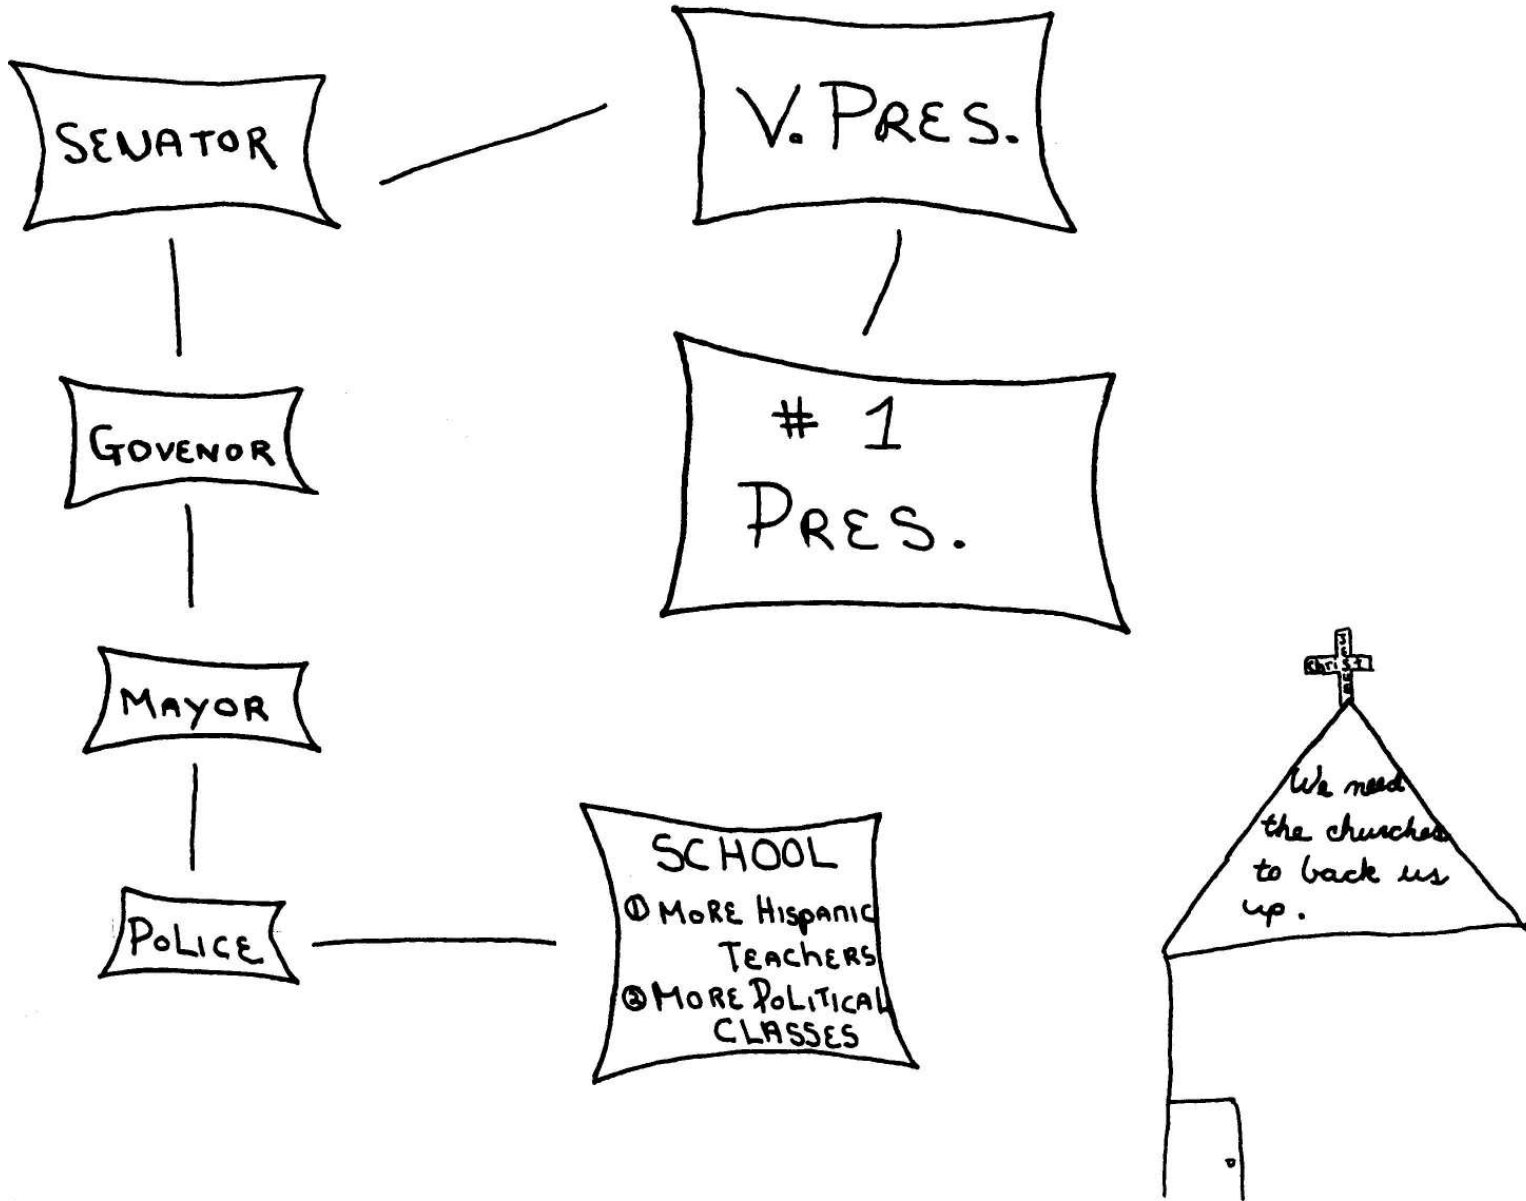 SENATOR
V. PRES.
GOVENOR
# 1
PRES.
MAYOR
POLICE
SCHOOL
① MORE HISPANIC
TEACHERS
② MORE POLITICAL
CLASSES
JESUS
Christ
We need
the churches
to back us
up.